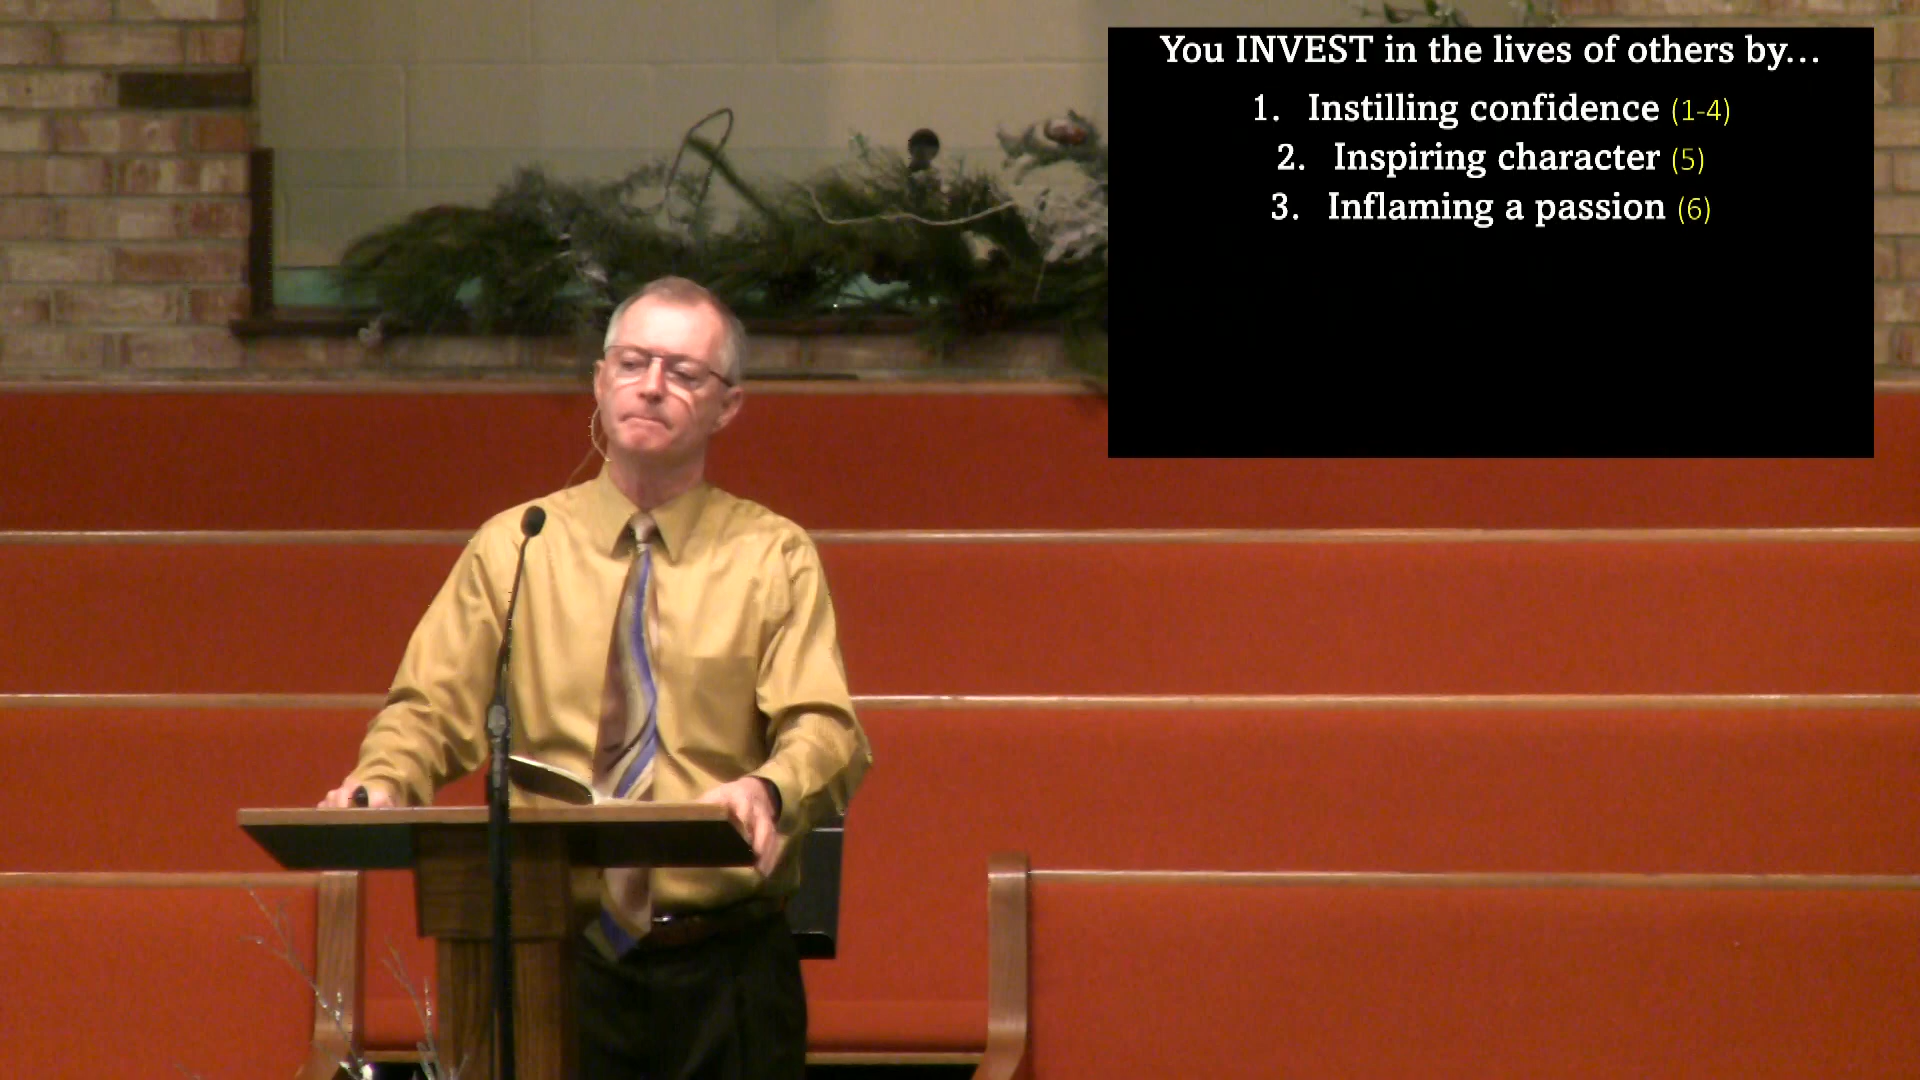 You INVEST in the lives of others by...
1. Instilling confidence (1-4)
2. Inspiring character (5)
3. Inflaming a passion (6)